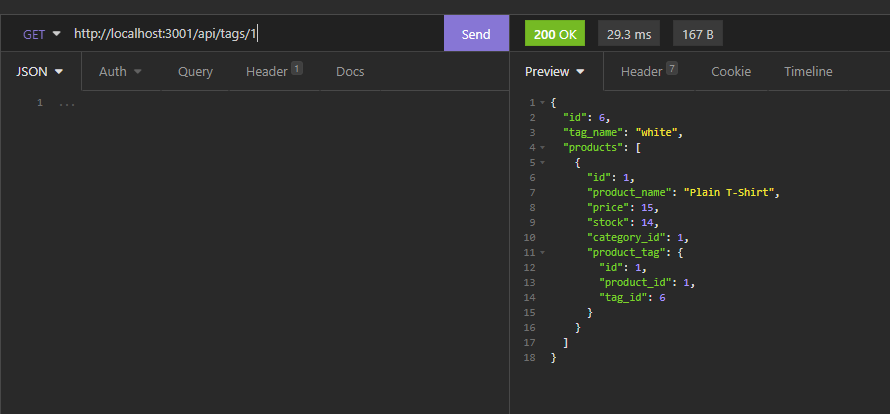 GET http://localhost:3001/api/tags/1 Send 200 OK 29.3 ms 167 B
JSON Auth Query Header 1 Docs Preview Header 7 Cookie Timeline
1 ...
1 {
2 "id": 6,
3 "tag_name": "white",
4 "products": [
5 {
6 "id": 1,
7 "product_name": "Plain T-Shirt",
8 "price": 15,
9 "stock": 14,
10 "category_id": 1,
11 "product_tag": {
12 "id": 1,
13 "product_id": 1,
14 "tag_id": 6
15 }
16 }
17 ]
18 }